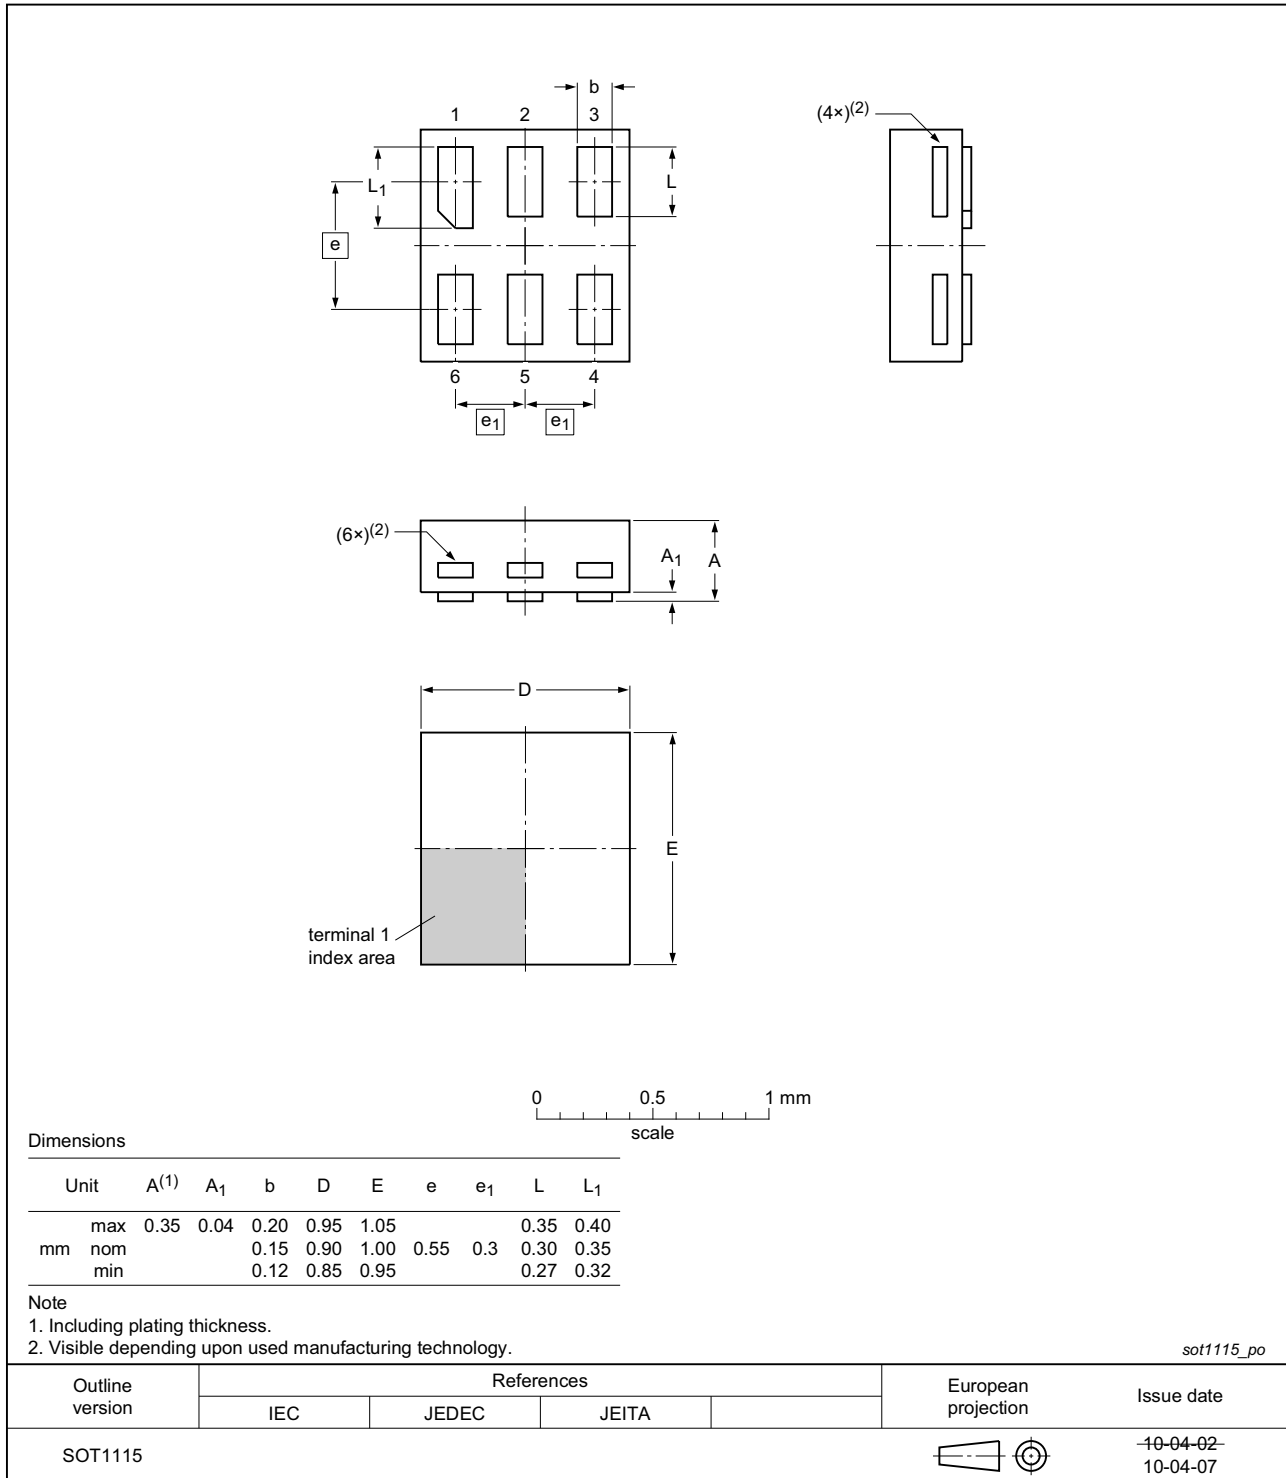 b
1 2 3
(4×)(2)
L1
L
e
6 5 4
e1 e1
(6×)(2)
A1 A
D
E
terminal 1
index area
0 0.5 1 mm
scale
Dimensions
Unit A(1) A1 b D E e e1 L L1
max 0.35 0.04 0.20 0.95 1.05 0.35 0.40
mm nom 0.15 0.90 1.00 0.55 0.3 0.30 0.35
min 0.12 0.85 0.95 0.27 0.32
Note
1. Including plating thickness.
2. Visible depending upon used manufacturing technology.
sot1115_po
Outline
version
References
IEC JEDEC JEITA
European
projection
Issue date
SOT1115
10-04-02
10-04-07